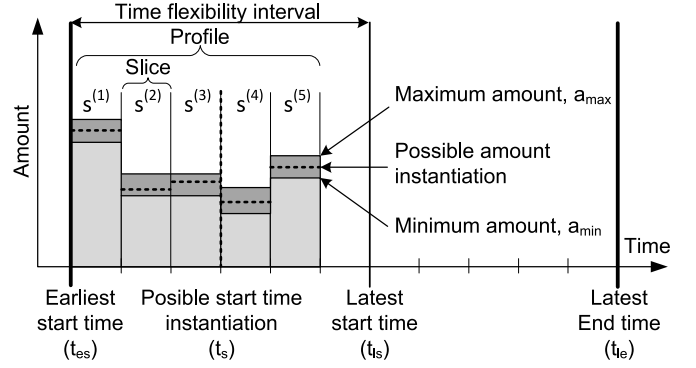 Time flexibility interval
Profile
Slice
s(1) s(2) s(3) s(4) s(5)
Maximum amount, amax
Possible amount
instantiation
Minimum amount, amin
Amount
Time
Earliest
start time
(tes)
Posible start time
instantiation
(ts)
Latest
start time
(tls)
Latest
End time
(tle)